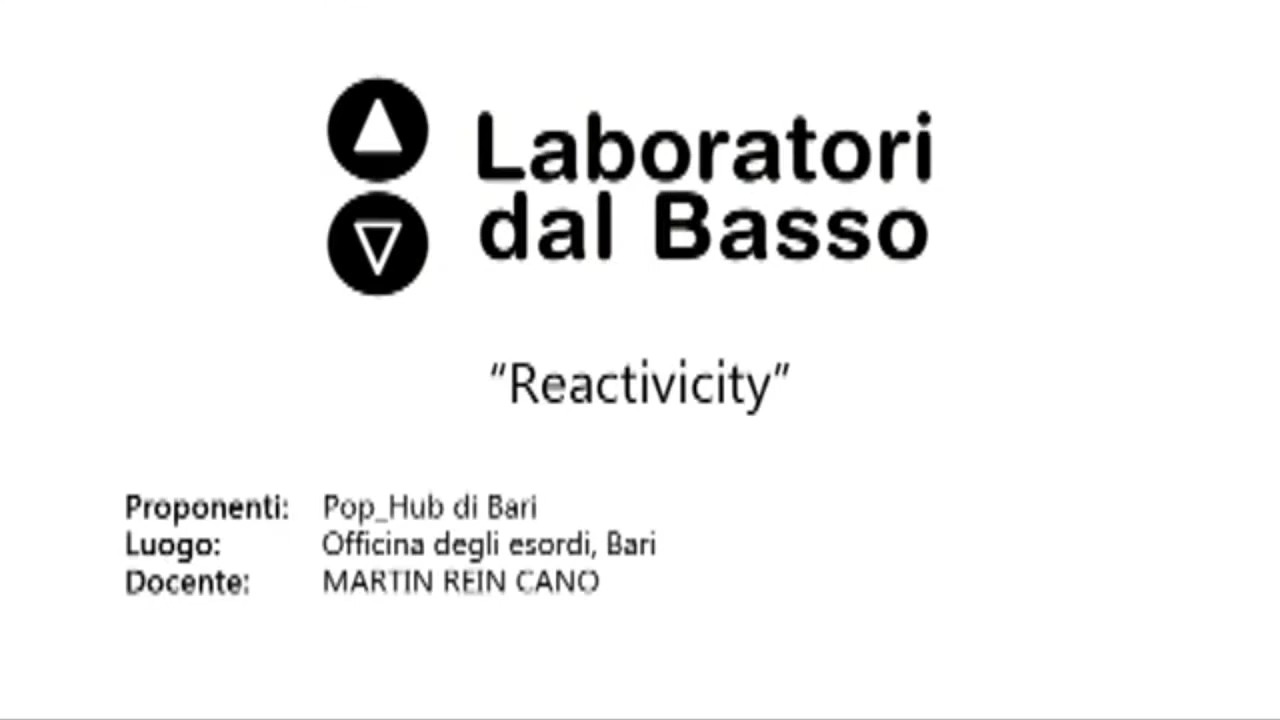 Laboratori
dal Basso
“Reactivicity”
Proponenti: Pop_Hub di Bari
Luogo: Officina degli esordi, Bari
Docente: MARTIN REIN CANO